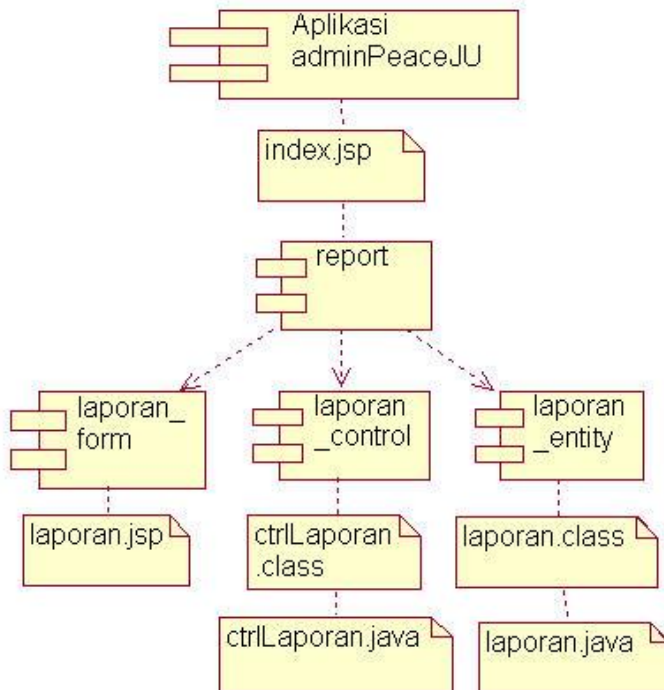 Aplikasi
adminPeaceJU
index.jsp
report
laporan_
form
laporan
_control
laporan
_entity
laporan.jsp
ctrlLaporan
.class
laporan.class
ctrlLaporan.java
laporan.java